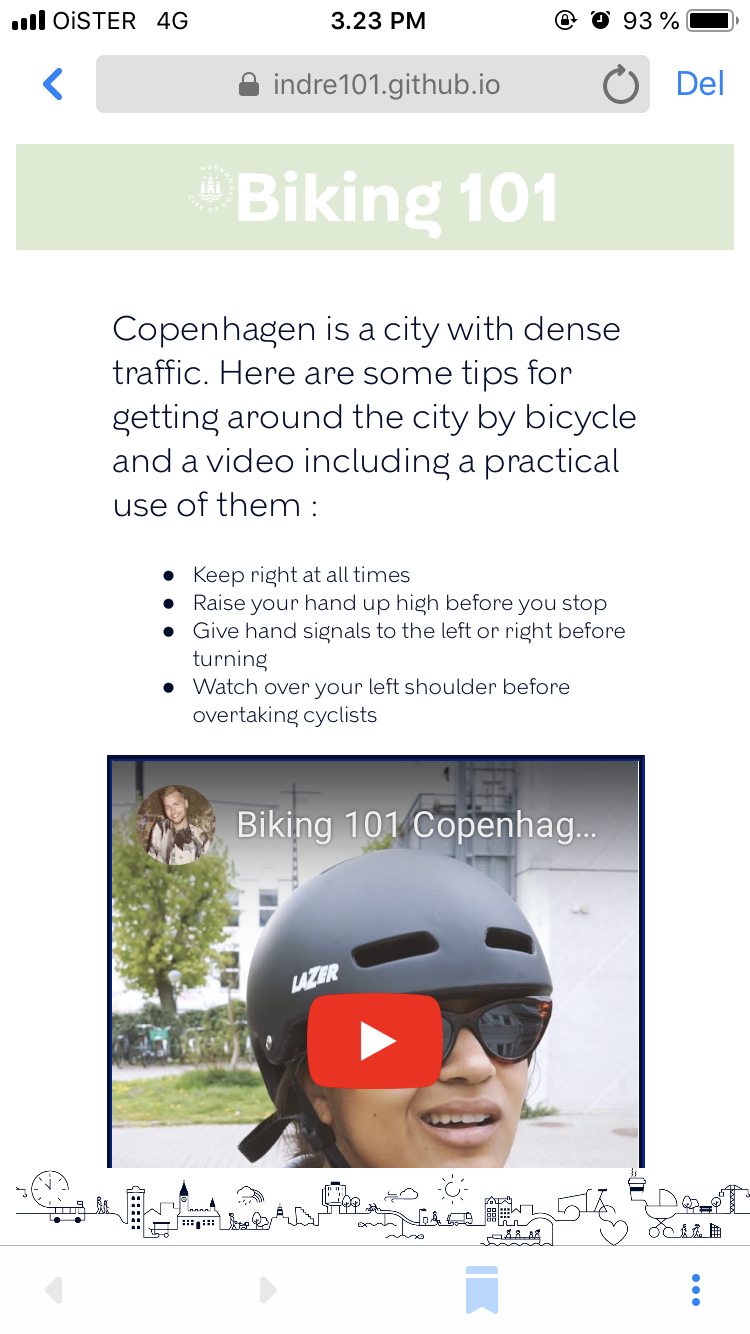 OiSTER 4G 3.23 PM 93 %
indre101.github.io Del
CITY OF COPENHAGEN
Biking 101
Copenhagen is a city with dense
traffic. Here are some tips for
getting around the city by bicycle
and a video including a practical
use of them :
● Keep right at all times
● Raise your hand up high before you stop
● Give hand signals to the left or right before
turning
● Watch over your left shoulder before
overtaking cyclists
Biking 101 Copenhag...
LAZER